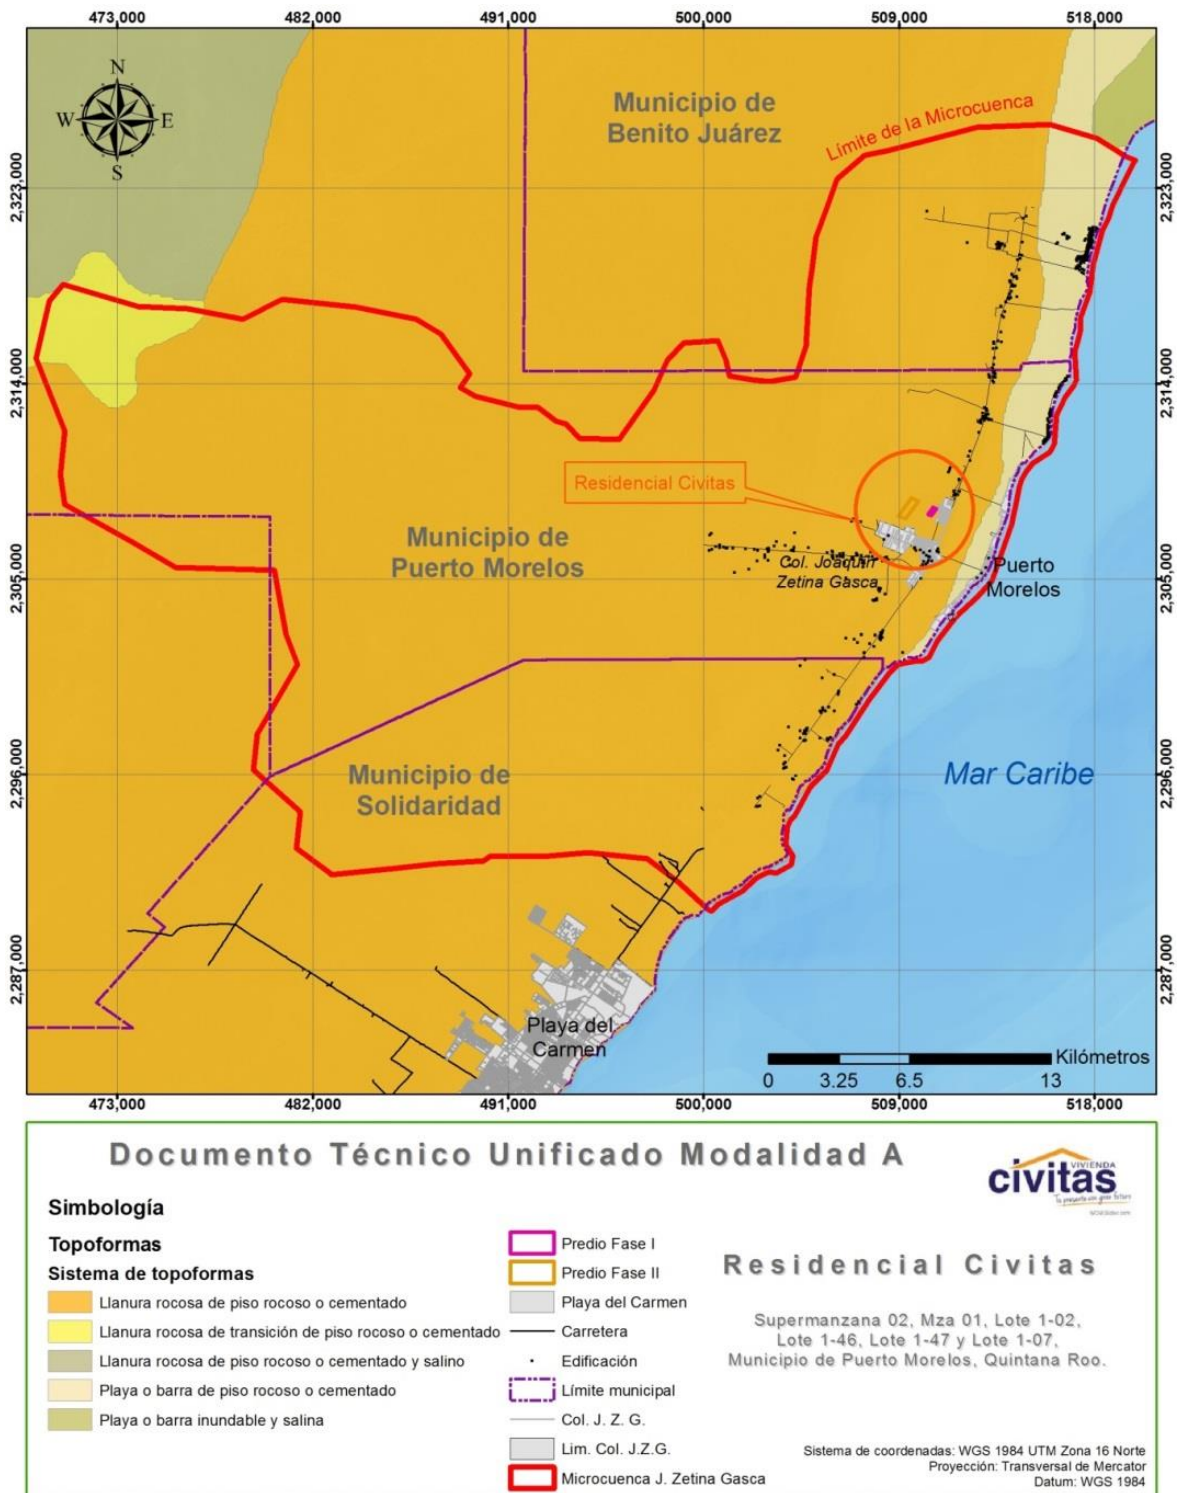 473,000 482,000 491,000 500,000 509,000 518,000
N
W E
S
Municipio de
Benito Juárez
Límite de la Microcuenca
2,323,000 2,323,000
2,314,000 2,314,000
Residencial Civitas
Municipio de
Puerto Morelos
Col. Joaquín
Zetina Gasca
Puerto
Morelos
2,305,000 2,305,000
Municipio de
Solidaridad
Mar Caribe
2,296,000 2,296,000
2,287,000 2,287,000
Playa del
Carmen
Kilómetros
0 3.25 6.5 13
473,000 482,000 491,000 500,000 509,000 518,000
Documento Técnico Unificado Modalidad A
VIVIENDA
civitas
Simbología
Topoformas
Sistema de topoformas
Llanura rocosa de piso rocoso o cementado
Llanura rocosa de transición de piso rocoso o cementado
Llanura rocosa de piso rocoso o cementado y salino
Playa o barra de piso rocoso o cementado
Playa o barra inundable y salina
Predio Fase I
Predio Fase II
Playa del Carmen
Carretera
Edificación
Límite municipal
Col. J. Z. G.
Lim. Col. J.Z.G.
Microcuenca J. Zetina Gasca
Residencial Civitas
Supermanzana 02, Mza 01, Lote 1-02,
Lote 1-46, Lote 1-47 y Lote 1-07,
Municipio de Puerto Morelos, Quintana Roo.
Sistema de coordenadas: WGS 1984 UTM Zona 16 Norte
Proyección: Transversal de Mercator
Datum: WGS 1984